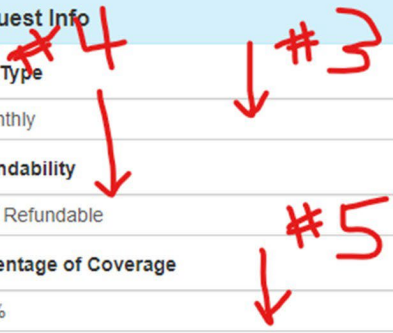 uest Info
#4
#3
Type
nthly
ndability
Refundable
#5
entage of Coverage
%